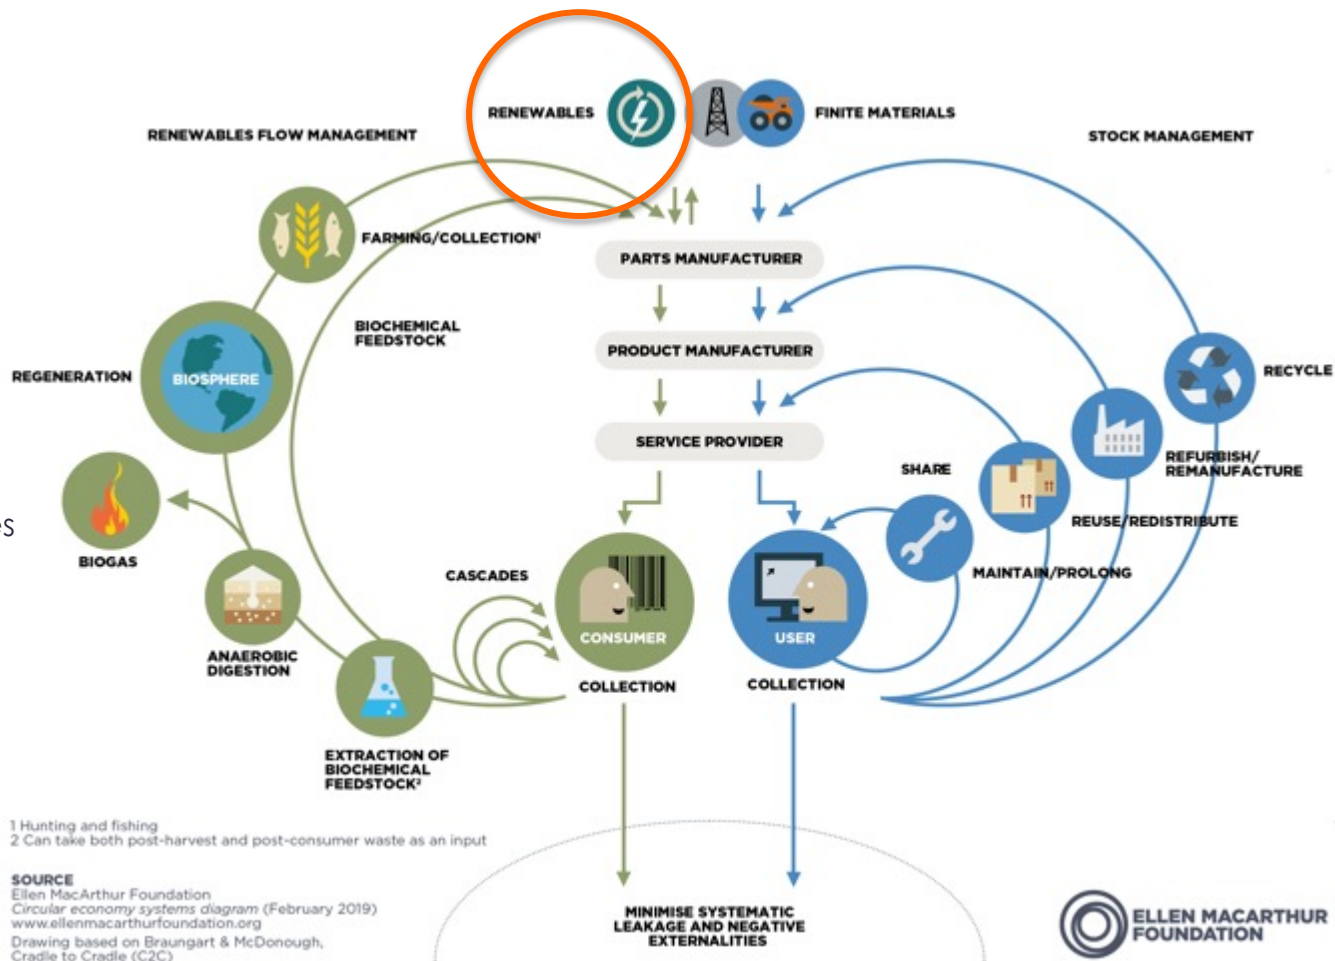 RENEWABLES
FINITE MATERIALS
RENEWABLES FLOW MANAGEMENT
STOCK MANAGEMENT
FARMING/COLLECTION¹
PARTS MANUFACTURER
BIOCHEMICAL
FEEDSTOCK
PRODUCT MANUFACTURER
REGENERATION
BIOSPHERE
RECYCLE
SERVICE PROVIDER
SHARE
REFURBISH/
REMANUFACTURE
es
REUSE/REDISTRIBUTE
BIOGAS
CASCADES
MAINTAIN/PROLONG
CONSUMER
USER
ANAEROBIC
DIGESTION
COLLECTION
COLLECTION
EXTRACTION OF
BIOCHEMICAL
FEEDSTOCK²
1 Hunting and fishing
2 Can take both post-harvest and post-consumer waste as an input
SOURCE
Ellen MacArthur Foundation
Circular economy systems diagram (February 2019)
www.ellenmacarthurfoundation.org
Drawing based on Braungart & McDonough,
Cradle to Cradle (C2C)
MINIMISE SYSTEMATIC
LEAKAGE AND NEGATIVE
EXTERNALITIES
ELLEN MACARTHUR
FOUNDATION